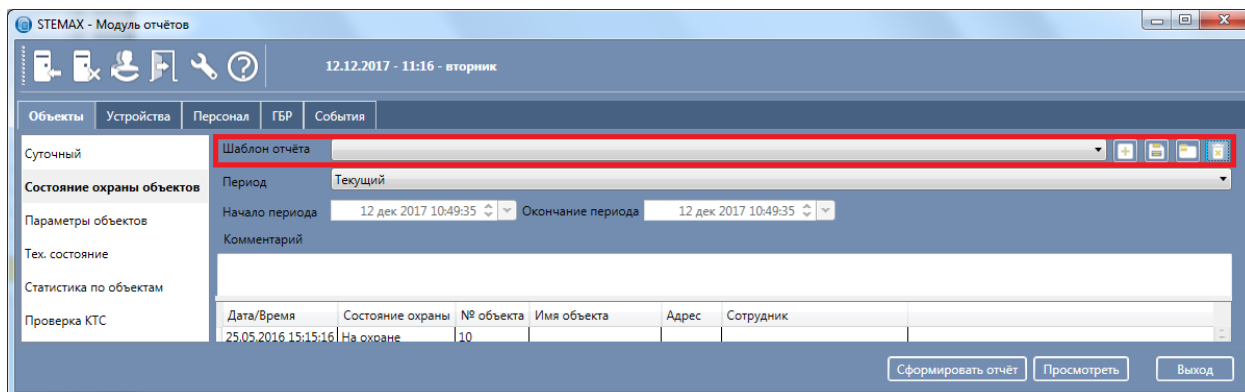 STEMAX - Модуль отчётов
12.12.2017 - 11:16 - вторник
Объекты Устройства Персонал ГБР События
Суточный
Состояние охраны объектов
Параметры объектов
Тех. состояние
Статистика по объектам
Проверка КТС
Шаблон отчёта
Период Текущий
Начало периода 12 дек 2017 10:49:35 Окончание периода 12 дек 2017 10:49:35
Комментарий
Дата/Время Состояние охраны № объекта Имя объекта Адрес Сотрудник
25.05.2016 15:15:16 На охране 10
Сформировать отчёт Просмотреть Выход